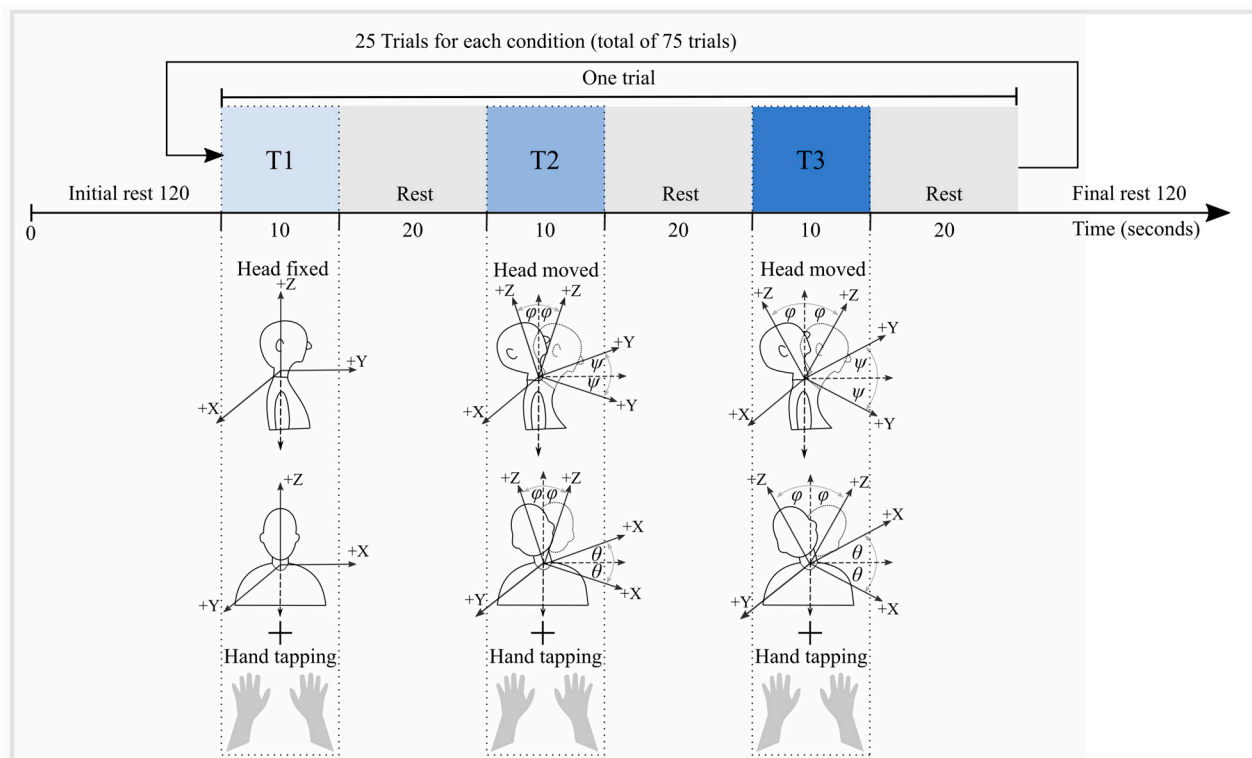 25 Trials for each condition (total of 75 trials)
One trial
T1
T2
T3
Initial rest 120
Rest
Rest
Rest
Final rest 120
0
10
20
10
20
10
20
Time (seconds)
Head fixed
Head moved
Head moved
+Z
+Y
+X
+Z
+Z
φ φ
+Y
ψ
ψ
+Y
+X
+Z
+Z
φ φ
+Y
ψ
ψ
+Y
+X
+Z
+X
+Y
+Z
+Z
φ φ
+X
θ
θ
+X
+Y
+Z
+Z
φ φ
+X
θ
θ
+X
+Y
+
+
+
Hand tapping
Hand tapping
Hand tapping